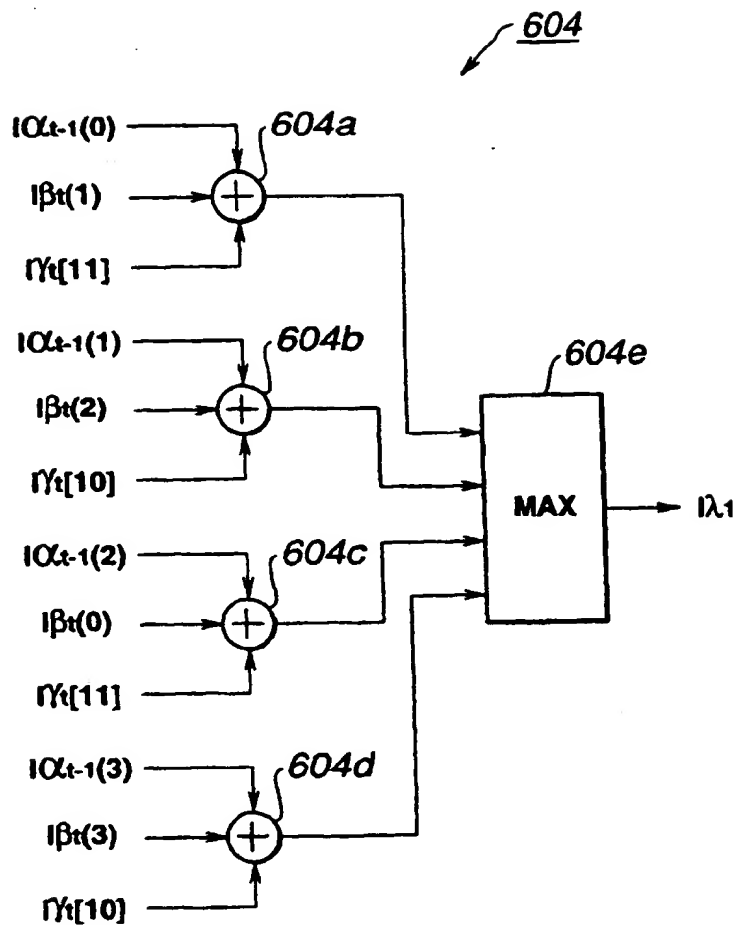 604
Iαt-1(0)
604a
Iβt(1)
Iγt[11]
Iαt-1(1)
604b
Iβt(2)
Iγt[10]
604e
MAX
Iλ1
Iαt-1(2)
604c
Iβt(0)
Iγt[11]
Iαt-1(3)
604d
Iβt(3)
Iγt[10]